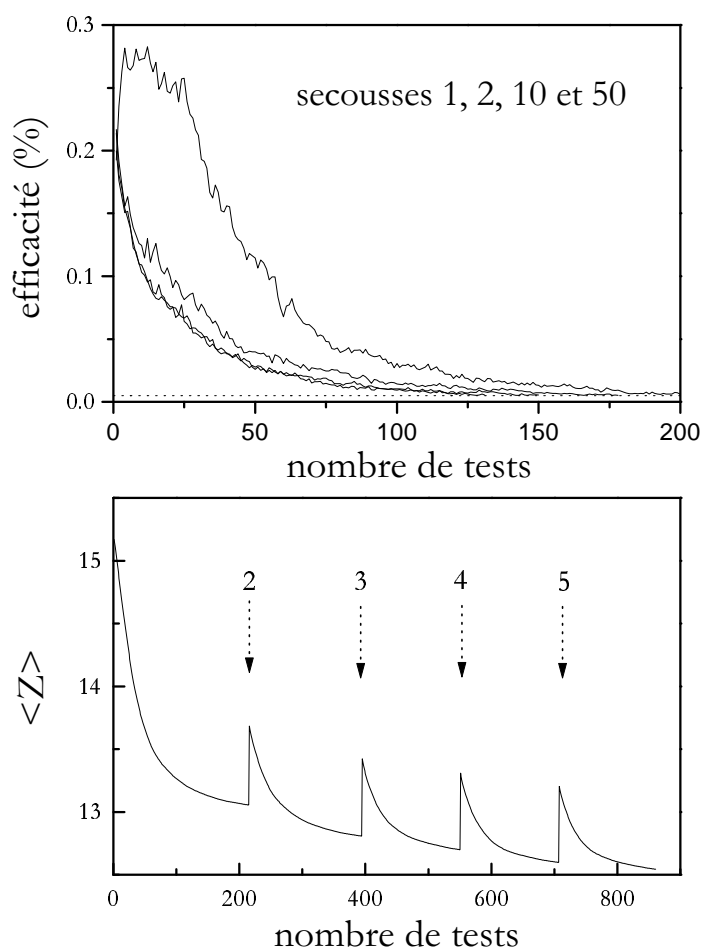 0.3
secousses 1, 2, 10 et 50
0.2
efficacité (%)
0.1
0.0
0 50 100 150 200
nombre de tests
15
2 3 4 5
14
<Z>
13
0 200 400 600 800
nombre de tests